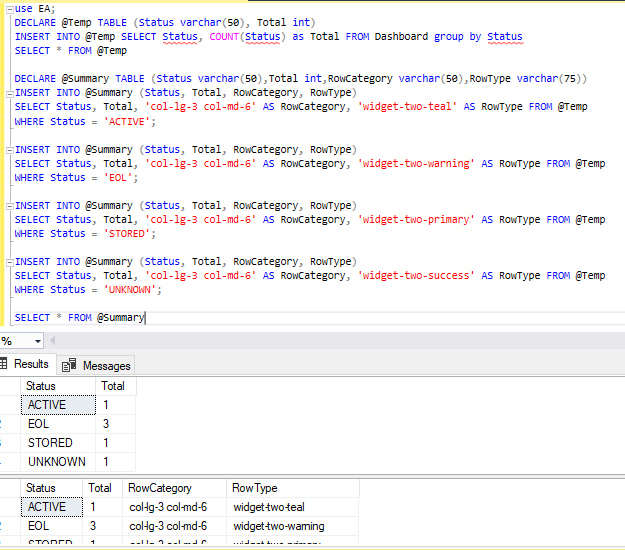 use EA;
DECLARE @Temp TABLE (Status varchar(50), Total int)
INSERT INTO @Temp SELECT Status, COUNT(Status) as Total FROM Dashboard group by Status
SELECT * FROM @Temp
DECLARE @Summary TABLE (Status varchar(50),Total int,RowCategory varchar(50),RowType varchar(75))
INSERT INTO @Summary (Status, Total, RowCategory, RowType)
SELECT Status, Total, 'col-lg-3 col-md-6' AS RowCategory, 'widget-two-teal' AS RowType FROM @Temp
WHERE Status = 'ACTIVE';
INSERT INTO @Summary (Status, Total, RowCategory, RowType)
SELECT Status, Total, 'col-lg-3 col-md-6' AS RowCategory, 'widget-two-warning' AS RowType FROM @Temp
WHERE Status = 'EOL';
INSERT INTO @Summary (Status, Total, RowCategory, RowType)
SELECT Status, Total, 'col-lg-3 col-md-6' AS RowCategory, 'widget-two-primary' AS RowType FROM @Temp
WHERE Status = 'STORED';
INSERT INTO @Summary (Status, Total, RowCategory, RowType)
SELECT Status, Total, 'col-lg-3 col-md-6' AS RowCategory, 'widget-two-success' AS RowType FROM @Temp
WHERE Status = 'UNKNOWN';
SELECT * FROM @Summary
%
Results Messages
Status Total
ACTIVE 1
EOL 3
STORED 1
UNKNOWN 1
Status Total RowCategory RowType
ACTIVE 1 col-lg-3 col-md-6 widget-two-teal
2 EOL 3 col-lg-3 col-md-6 widget-two-warning
STORED 1 col-lg-3 col-md-6 widget-two-primary